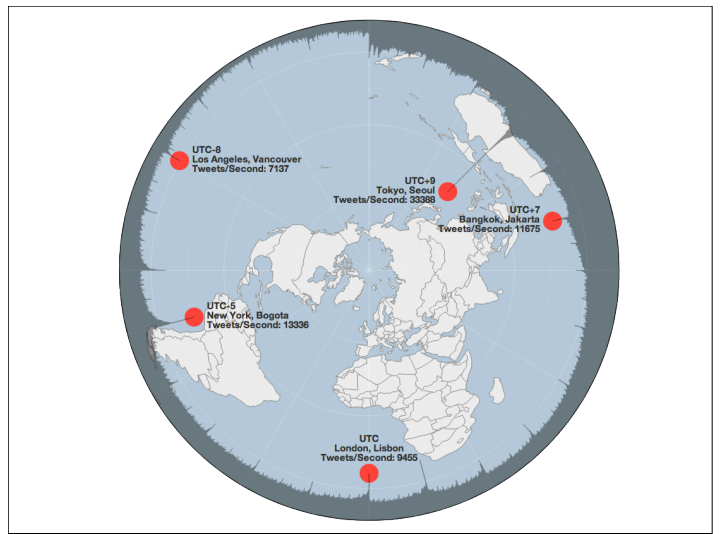 UTC-8
Los Angeles, Vancouver
Tweets/Second: 7137
UTC+9
Tokyo, Seoul
Tweets/Second: 33388
UTC+7
Bangkok, Jakarta
Tweets/Second: 11675
UTC-5
New York, Bogota
Tweets/Second: 13336
UTC
London, Lisbon
Tweets/Second: 9455